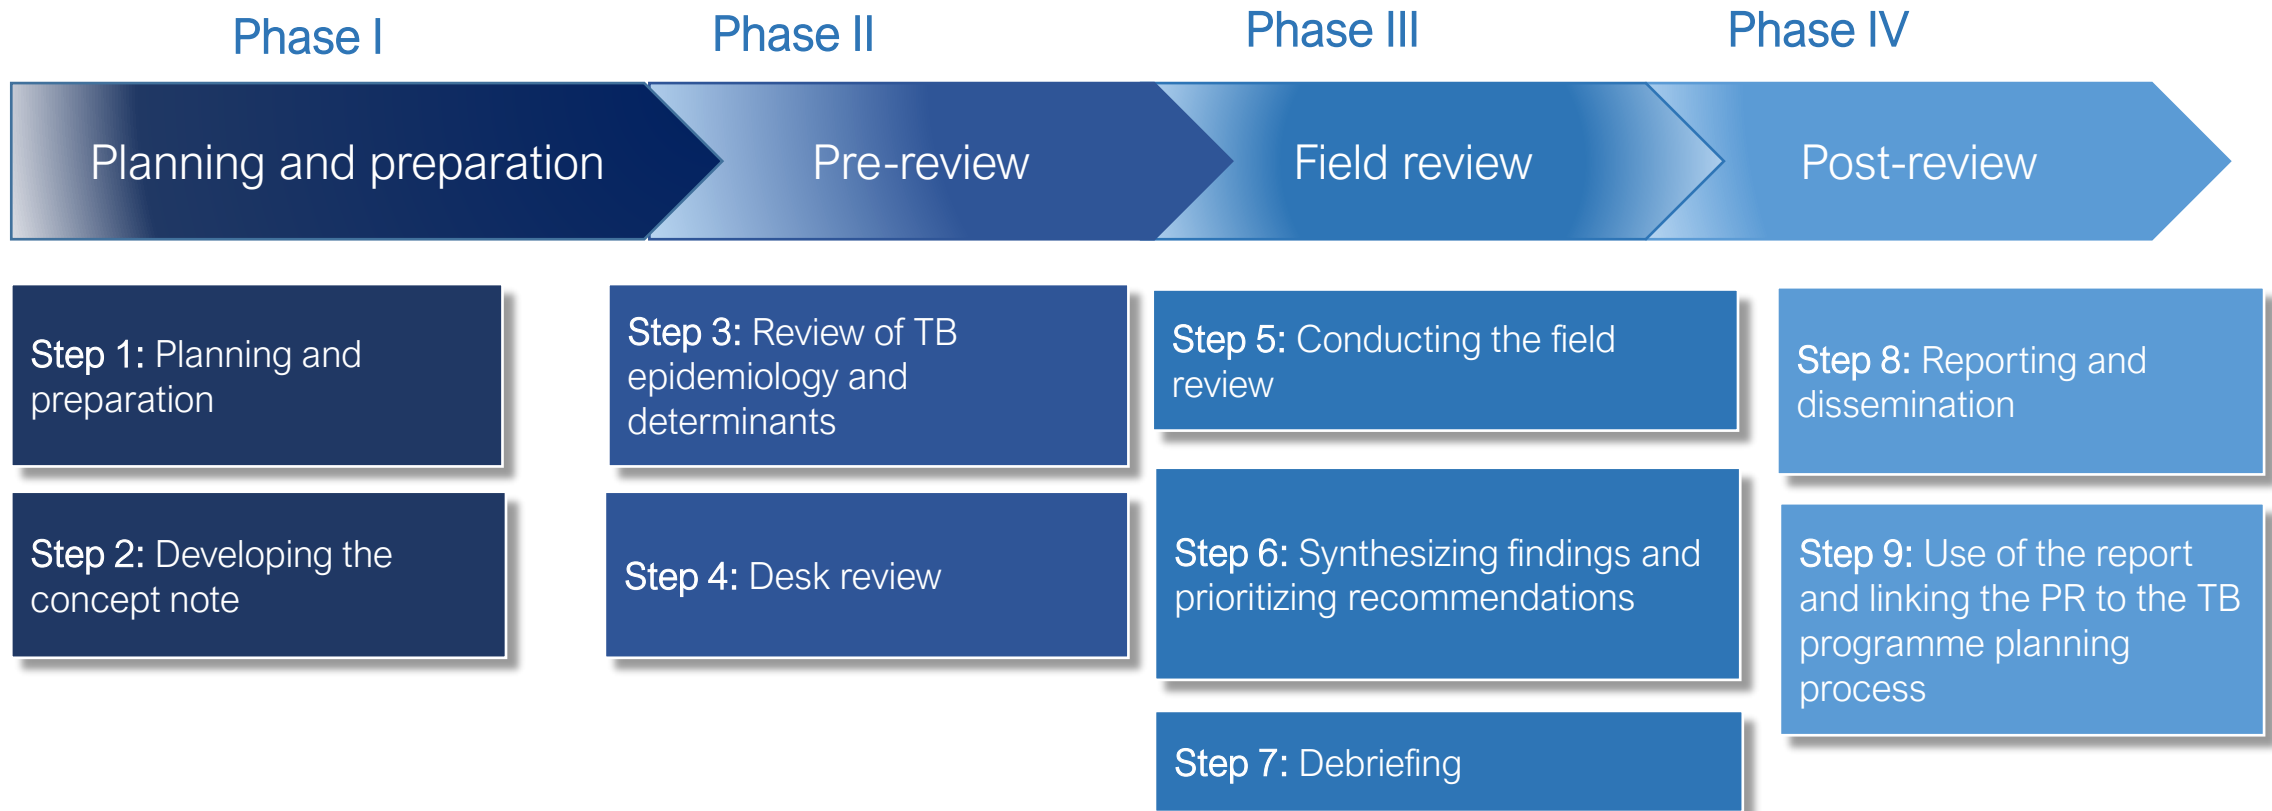 Phase I
Phase II
Phase III
Phase IV
Planning and preparation
Pre-review
Field review
Post-review
Step 1: Planning and
preparation
Step 2: Developing the
concept note
Step 3: Review of TB
epidemiology and
determinants
Step 4: Desk review
Step 5: Conducting the field
review
Step 6: Synthesizing findings and
prioritizing recommendations
Step 7: Debriefing
Step 8: Reporting and
dissemination
Step 9: Use of the report
and linking the PR to the TB
programme planning
process